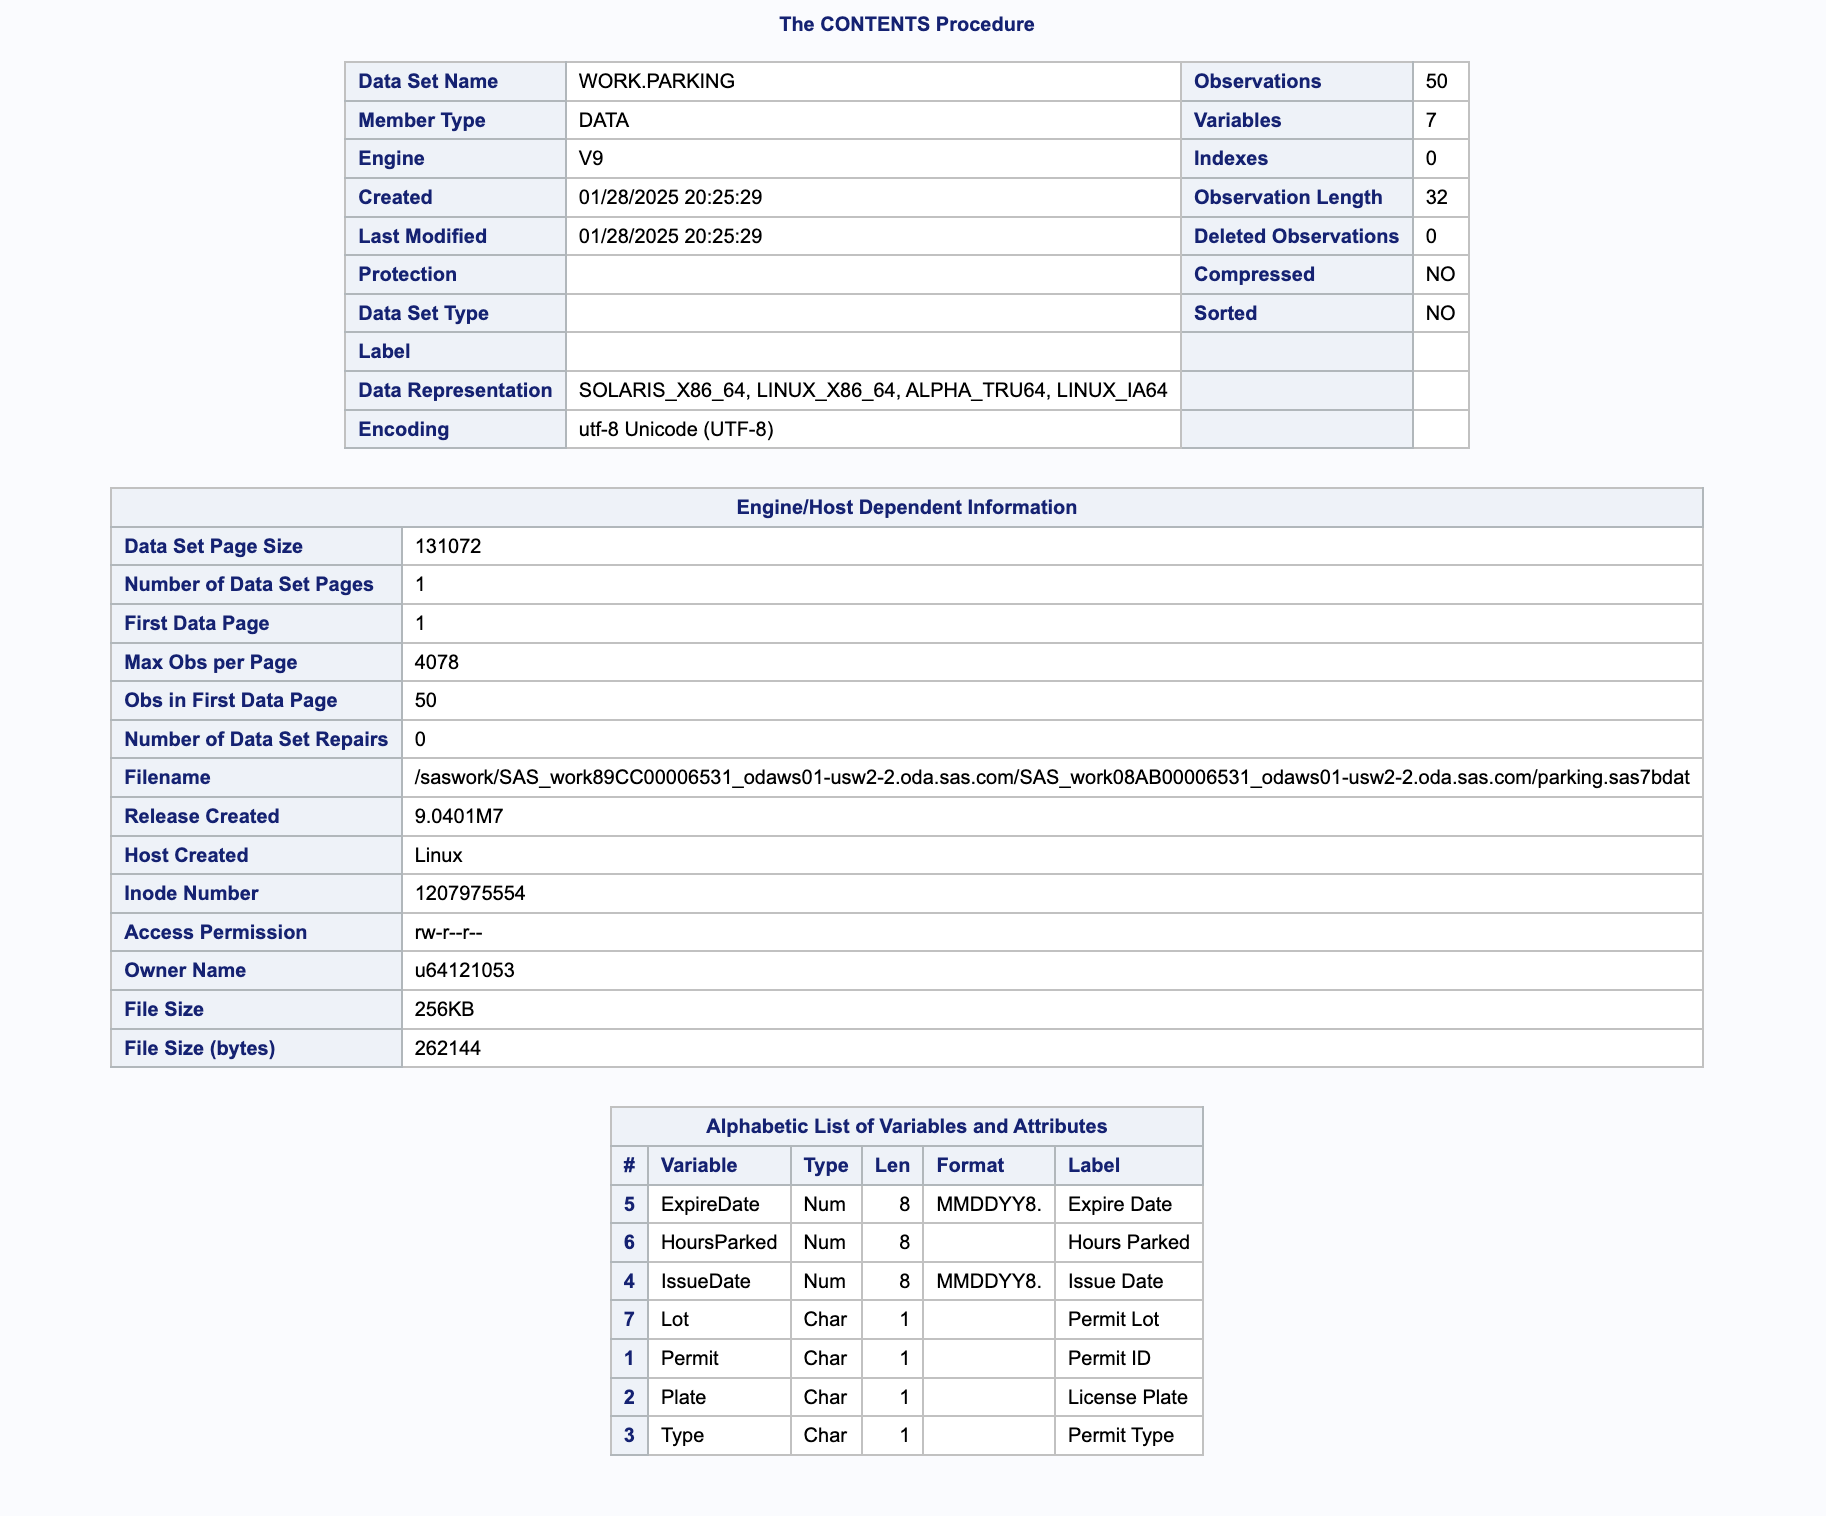 The CONTENTS Procedure
Data Set Name WORK.PARKING Observations 50
Member Type DATA Variables 7
Engine V9 Indexes 0
Created 01/28/2025 20:25:29 Observation Length 32
Last Modified 01/28/2025 20:25:29 Deleted Observations 0
Protection Compressed NO
Data Set Type Sorted NO
Label
Data Representation SOLARIS_X86_64, LINUX_X86_64, ALPHA_TRU64, LINUX_IA64
Encoding utf-8 Unicode (UTF-8)
Engine/Host Dependent Information
Data Set Page Size 131072
Number of Data Set Pages 1
First Data Page 1
Max Obs per Page 4078
Obs in First Data Page 50
Number of Data Set Repairs 0
Filename /saswork/SAS_work89CC00006531_odaws01-usw2-2.oda.sas.com/SAS_work08AB00006531_odaws01-usw2-2.oda.sas.com/parking.sas7bdat
Release Created 9.0401M7
Host Created Linux
Inode Number 1207975554
Access Permission rw-r--r--
Owner Name u64121053
File Size 256KB
File Size (bytes) 262144
Alphabetic List of Variables and Attributes
# Variable Type Len Format Label
5 ExpireDate Num 8 MMDDYY8. Expire Date
6 HoursParked Num 8 Hours Parked
4 IssueDate Num 8 MMDDYY8. Issue Date
7 Lot Char 1 Permit Lot
1 Permit Char 1 Permit ID
2 Plate Char 1 License Plate
3 Type Char 1 Permit Type